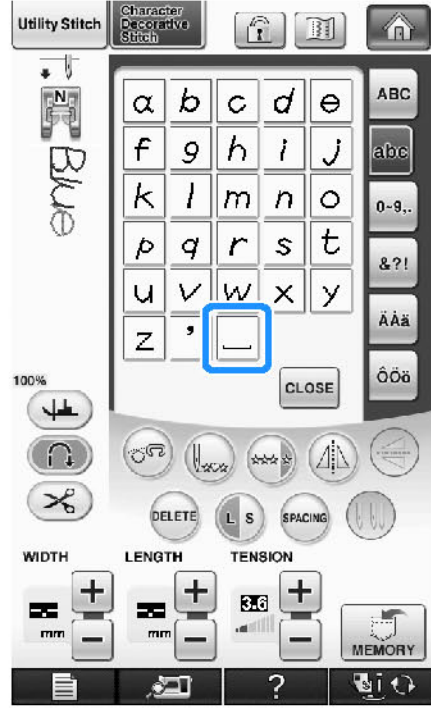 Utility Stitch
Character
Decorative
Stitch
N
Blue
a b c d e
f g h i j
k l m n o
p q r s t
u v w x y
z '
ABC
abc
0~9,.
&?!
ÄÅä
ÔÖö
CLOSE
100%
DELETE
L S
SPACING
WIDTH
LENGTH
TENSION
mm
mm
3.6
MEMORY
?